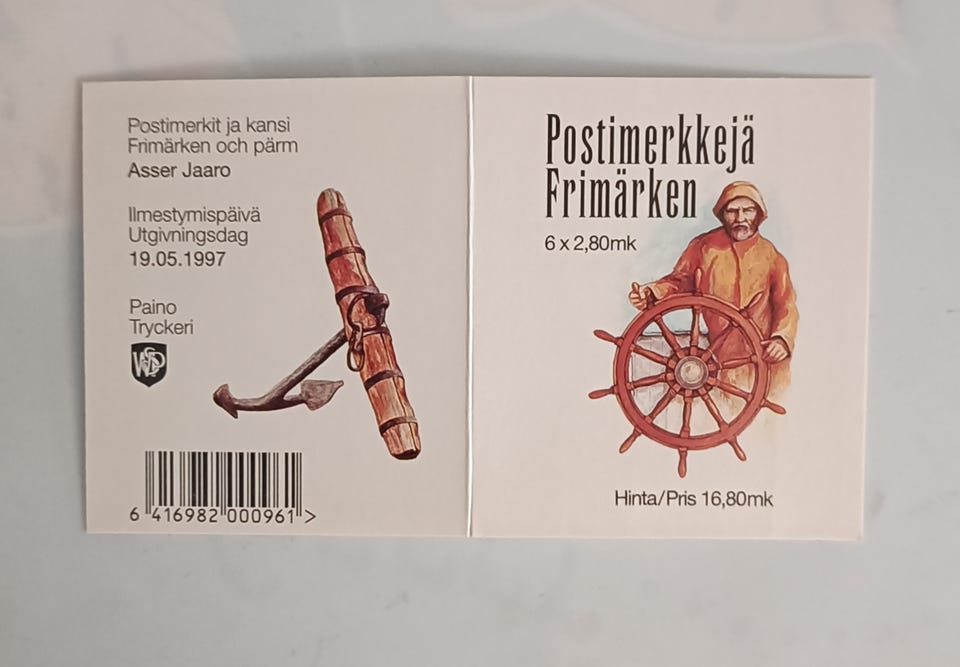 Postimerkit ja kansi
Frimärken och pärm
Asser Jaaro
Ilmestymispäivä
Utgivningsdag
19.05.1997
Paino
Tryckeri
WSP
6 416982 000961 >
Postimerkkejä
Frimärken
6 x 2,80mk
Hinta/Pris 16,80mk